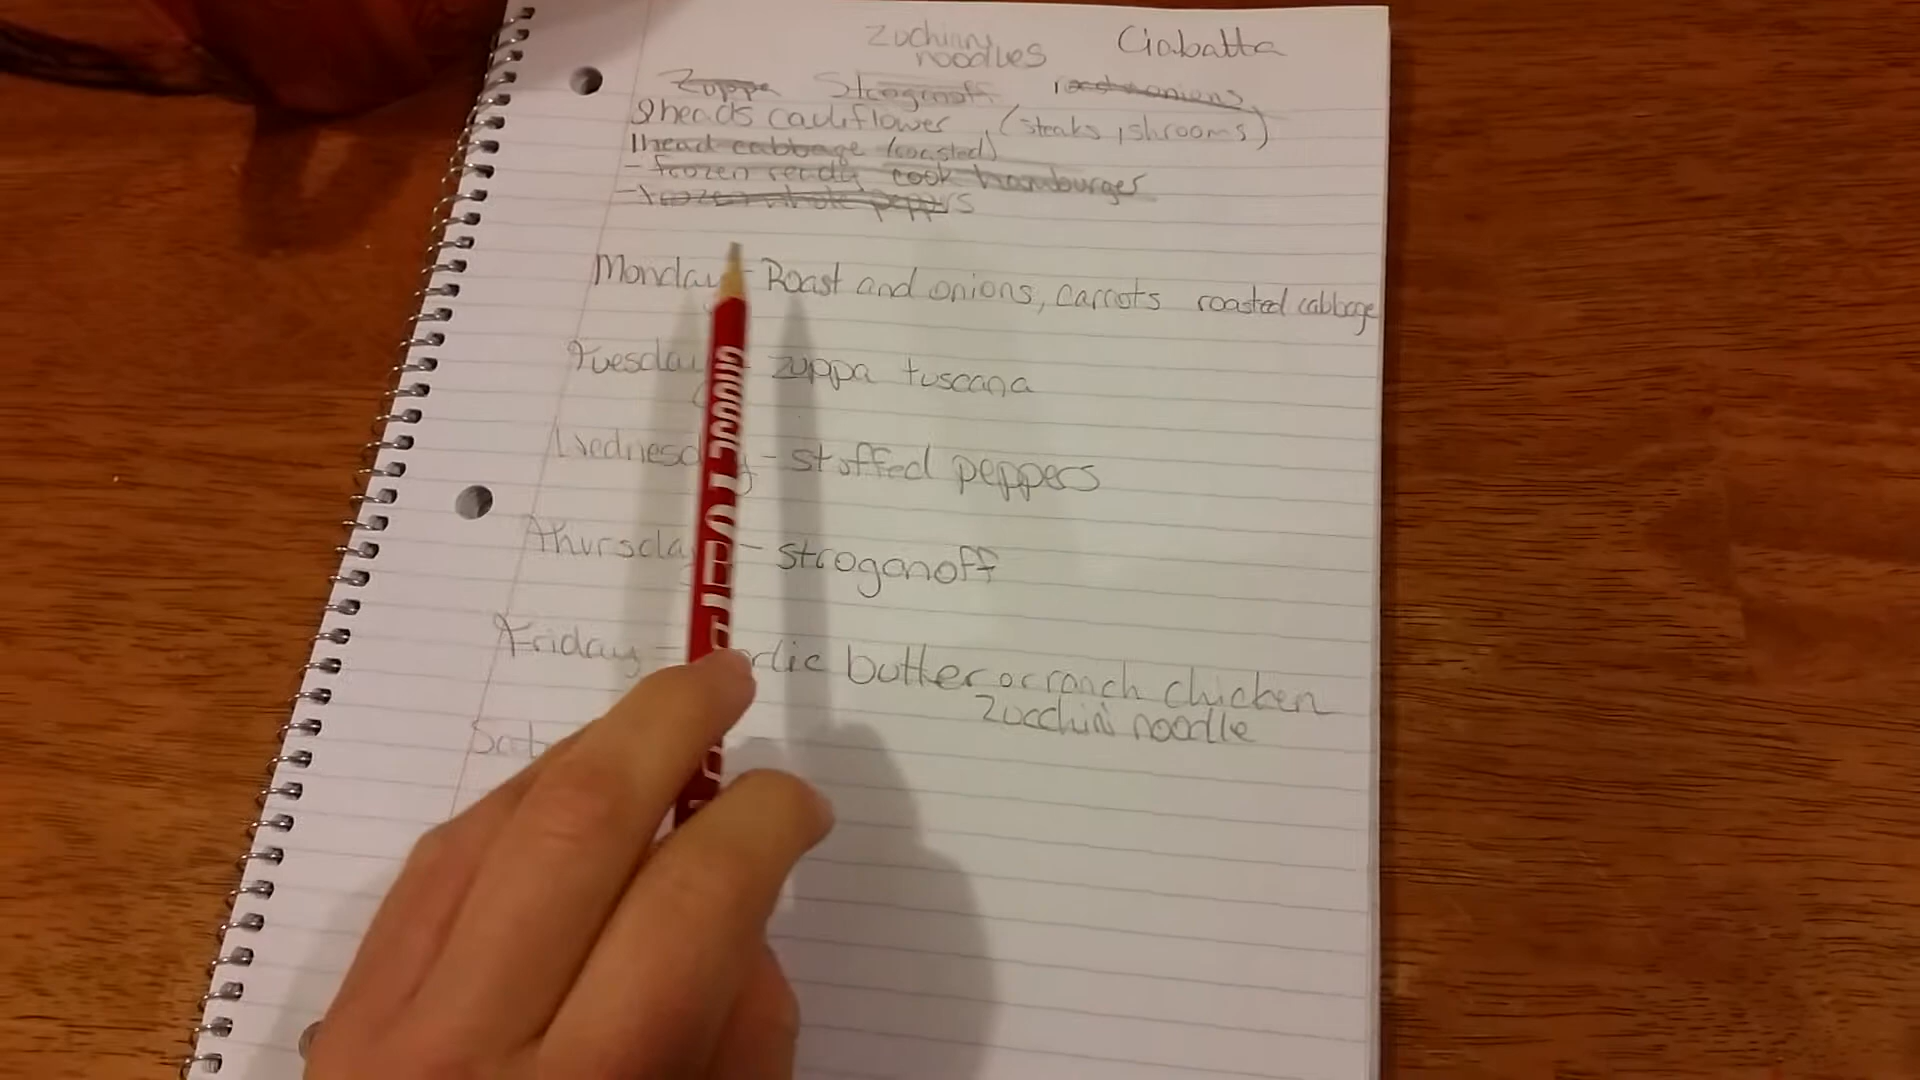 zuchinny
noodles
Ciabatta
Zuppa Stroganoff roast onions,
2 heads cauliflower (steaks, shrooms)
1 head cabbage (roasted)
- frozen ready cook hamburger
- frozen whole peppers
Monday - Roast and onions, carrots roasted cabbage
Tuesday - zuppa tuscana
Wednesday - stuffed peppers
Thursday - stroganoff
Friday - butter or ranch chicken
zucchini noodle